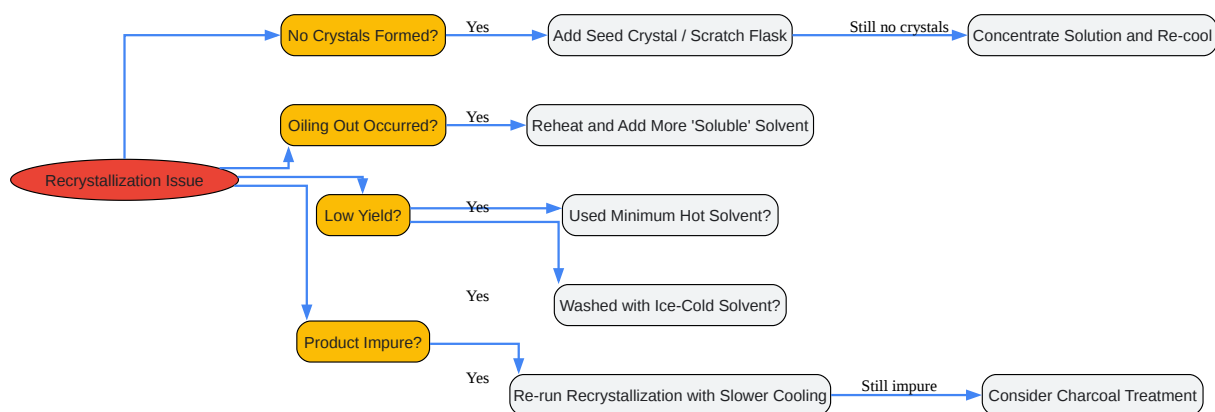 No Crystals Formed?
Yes
Add Seed Crystal / Scratch Flask
Still no crystals
Concentrate Solution and Re-cool
Oiling Out Occurred?
Yes
Reheat and Add More 'Soluble' Solvent
Recrystallization Issue
Low Yield?
Yes
Used Minimum Hot Solvent?
Yes
Washed with Ice-Cold Solvent?
Product Impure?
Yes
Re-run Recrystallization with Slower Cooling
Still impure
Consider Charcoal Treatment